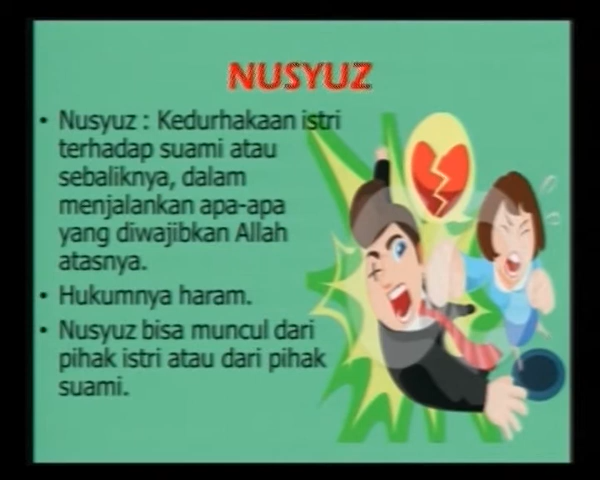 NUSYUZ
• Nusyuz : Kedurhakaan istri
terhadap suami atau
sebaliknya, dalam
menjalankan apa-apa
yang diwajibkan Allah
atasnya.
• Hukumnya haram.
• Nusyuz bisa muncul dari
pihak istri atau dari pihak
suami.